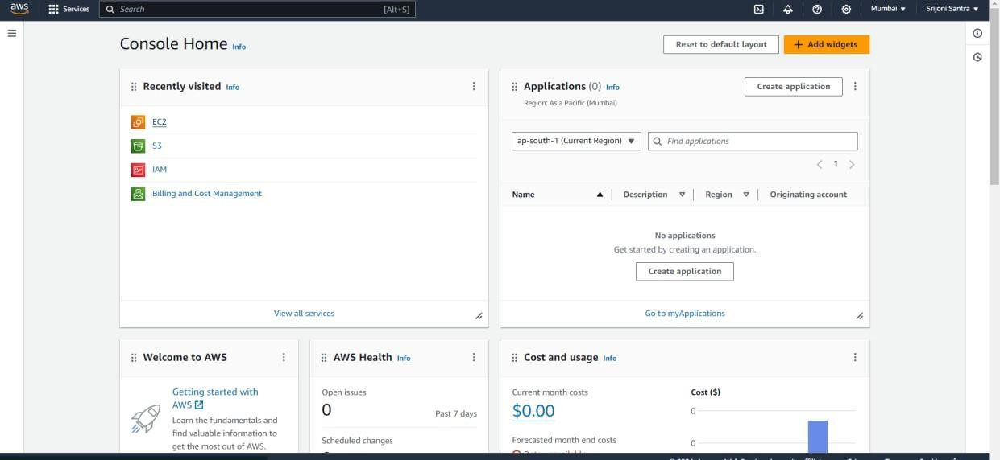 aws
Services
Search
[Alt+S]
Mumbai
Srijoni Santra
Console Home Info
Reset to default layout
Add widgets
Recently visited Info
EC2
S3
IAM
Billing and Cost Management
View all services
Applications (0) Info
Region: Asia Pacific (Mumbai)
Create application
ap-south-1 (Current Region)
Find applications
1
Name Description Region Originating account
No applications
Get started by creating an application.
Create application
Go to myApplications
Welcome to AWS
Getting started with
AWS
Learn the fundamentals and
find valuable information to
get the most out of AWS.
AWS Health Info
Open issues
0
Past 7 days
Scheduled changes
Cost and usage Info
Current month costs
$0.00
Forecasted month end costs
Cost ($)
0
0